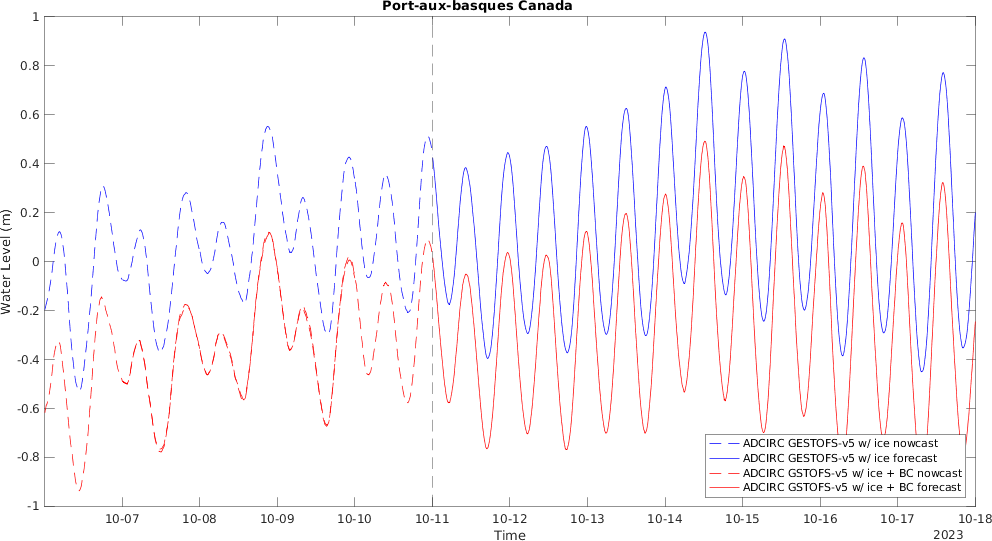 Port-aux-basques Canada
Water Level (m)
1
0.8
0.6
0.4
0.2
0
-0.2
-0.4
-0.6
-0.8
-1
ADCIRC GESTOFS-v5 w/ ice nowcast
ADCIRC GESTOFS-v5 w/ ice forecast
ADCIRC GSTOFS-v5 w/ ice + BC nowcast
ADCIRC GSTOFS-v5 w/ ice + BC forecast
10-07 10-08 10-09 10-10 10-11 10-12 10-13 10-14 10-15 10-16 10-17 10-18
Time
2023